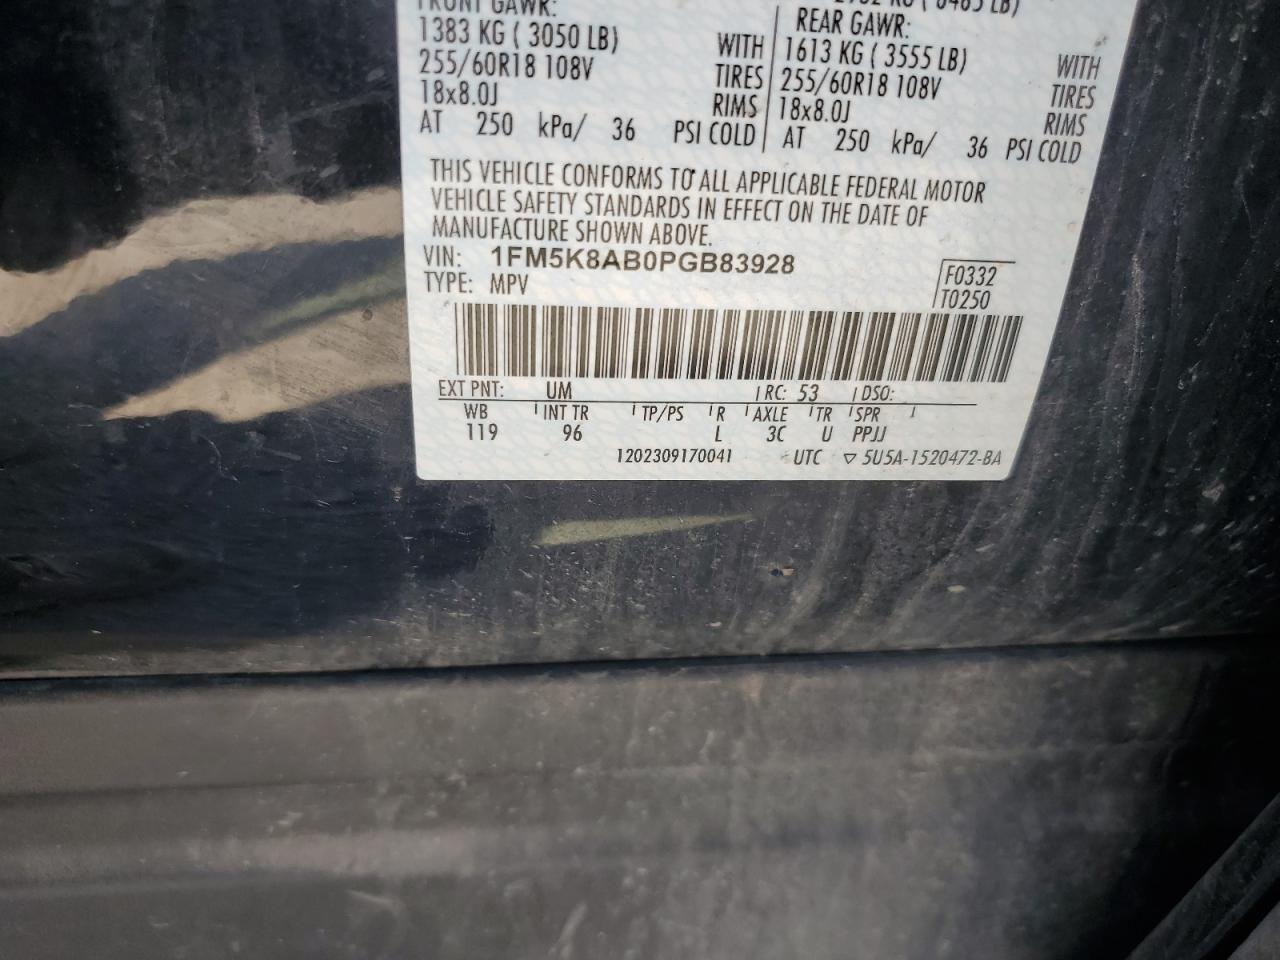 FRONT GAWR:
1383 KG ( 3050 LB) WITH
255/60R18 108V TIRES
18x8.0J RIMS
AT 250 kPa/ 36 PSI COLD
REAR GAWR:
1613 KG ( 3555 LB) WITH
255/60R18 108V TIRES
18x8.0J RIMS
AT 250 kPa/ 36 PSI COLD
THIS VEHICLE CONFORMS TO ALL APPLICABLE FEDERAL MOTOR
VEHICLE SAFETY STANDARDS IN EFFECT ON THE DATE OF
MANUFACTURE SHOWN ABOVE.
VIN: 1FM5K8AB0PGB83928
TYPE: MPV
F0332
T0250
EXT PNT: UM RC: 53 DSO:
WB INT TR TP/PS R AXLE TR SPR
119 96 L 3C U PPJJ
1202309170041 UTC ▽ 5U5A-1520472-BA